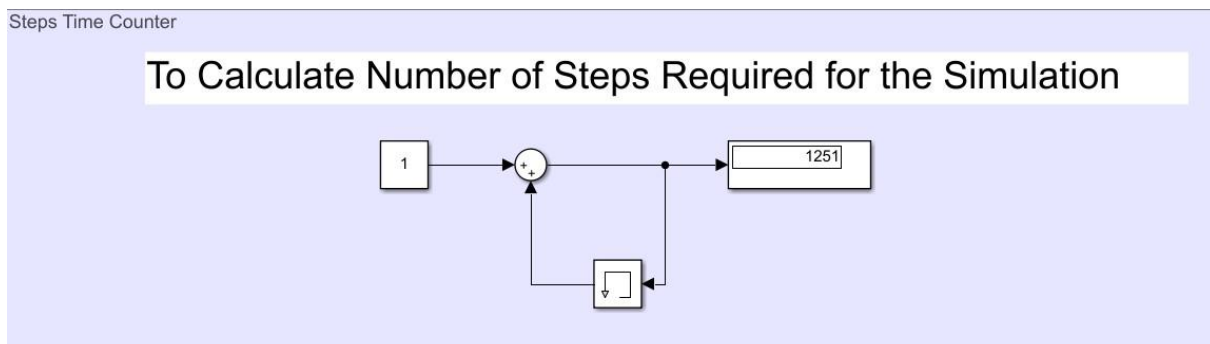 Steps Time Counter
To Calculate Number of Steps Required for the Simulation
1
+
+
1251